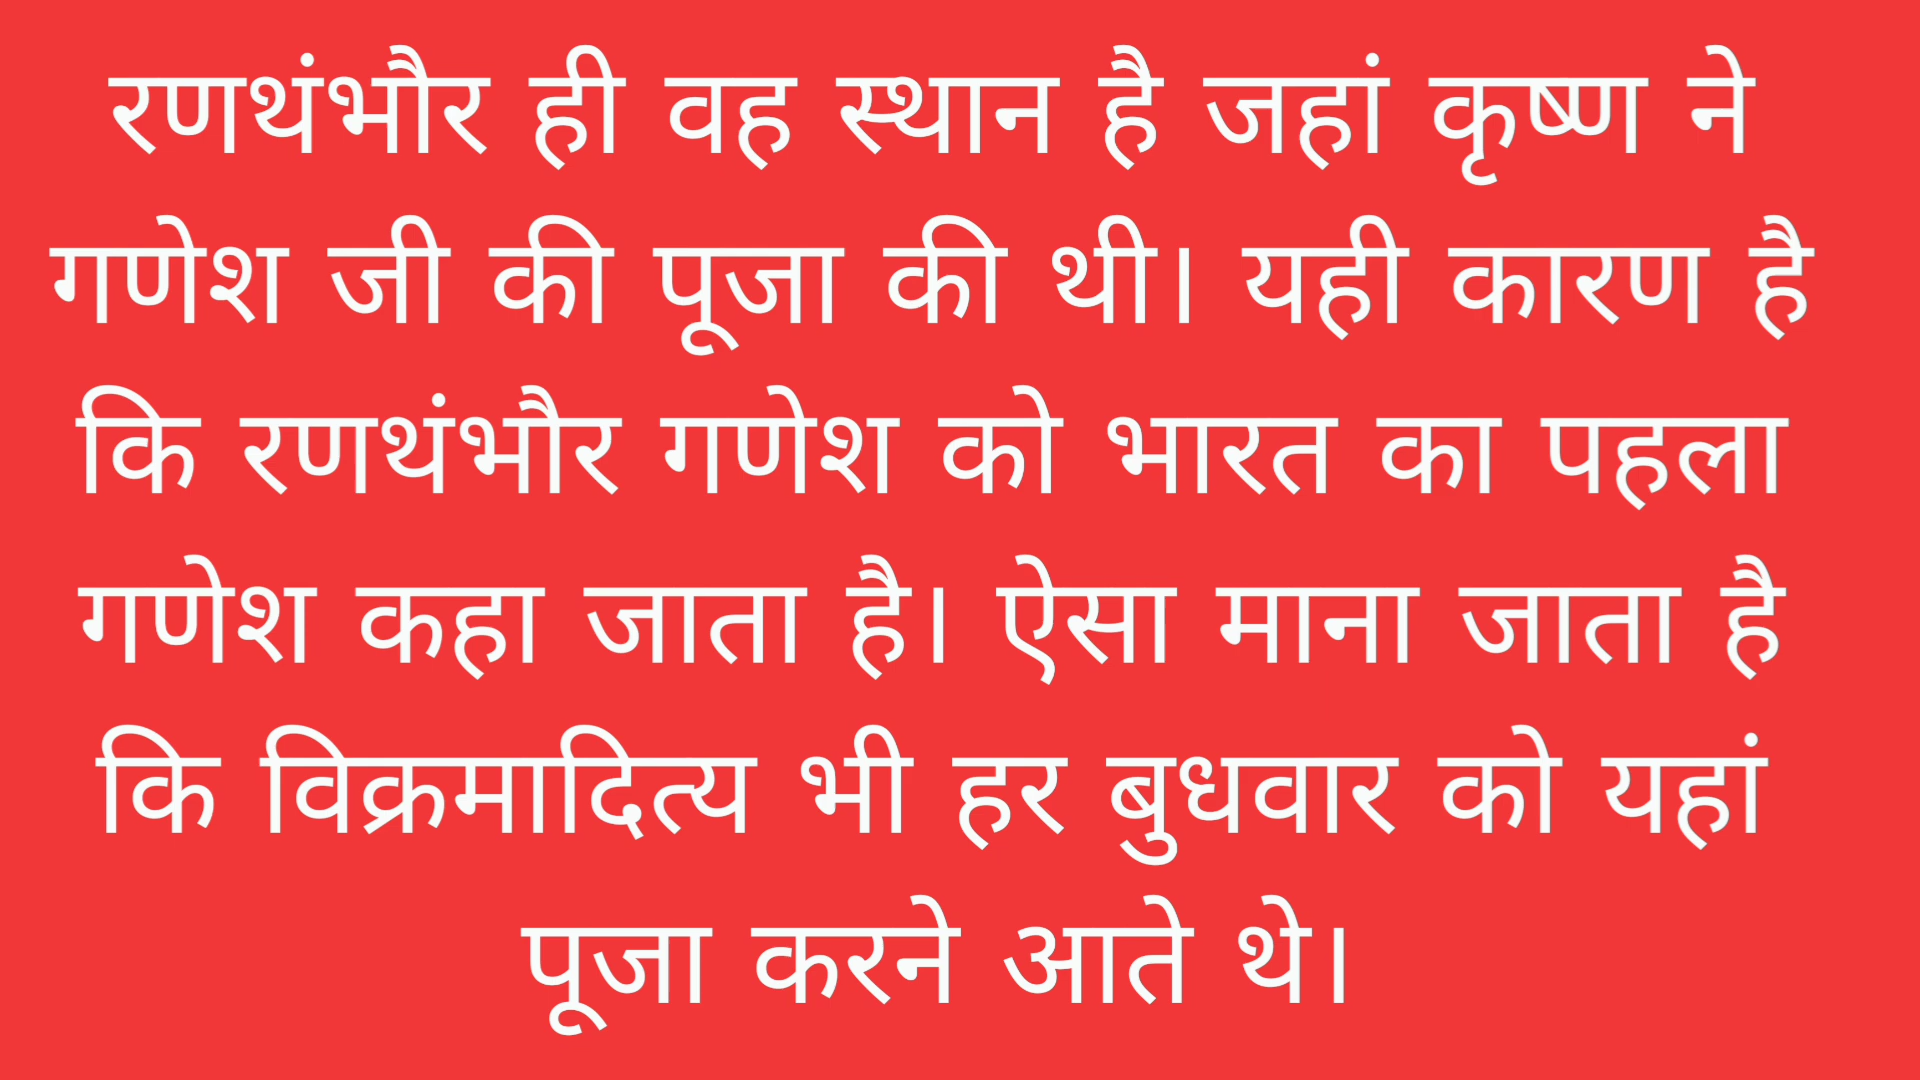 रणथंभौर ही वह स्थान है जहां कृष्ण ने
गणेश जी की पूजा की थी। यही कारण है
कि रणथंभौर गणेश को भारत का पहला
गणेश कहा जाता है। ऐसा माना जाता है
कि विक्रमादित्य भी हर बुधवार को यहां
पूजा करने आते थे।